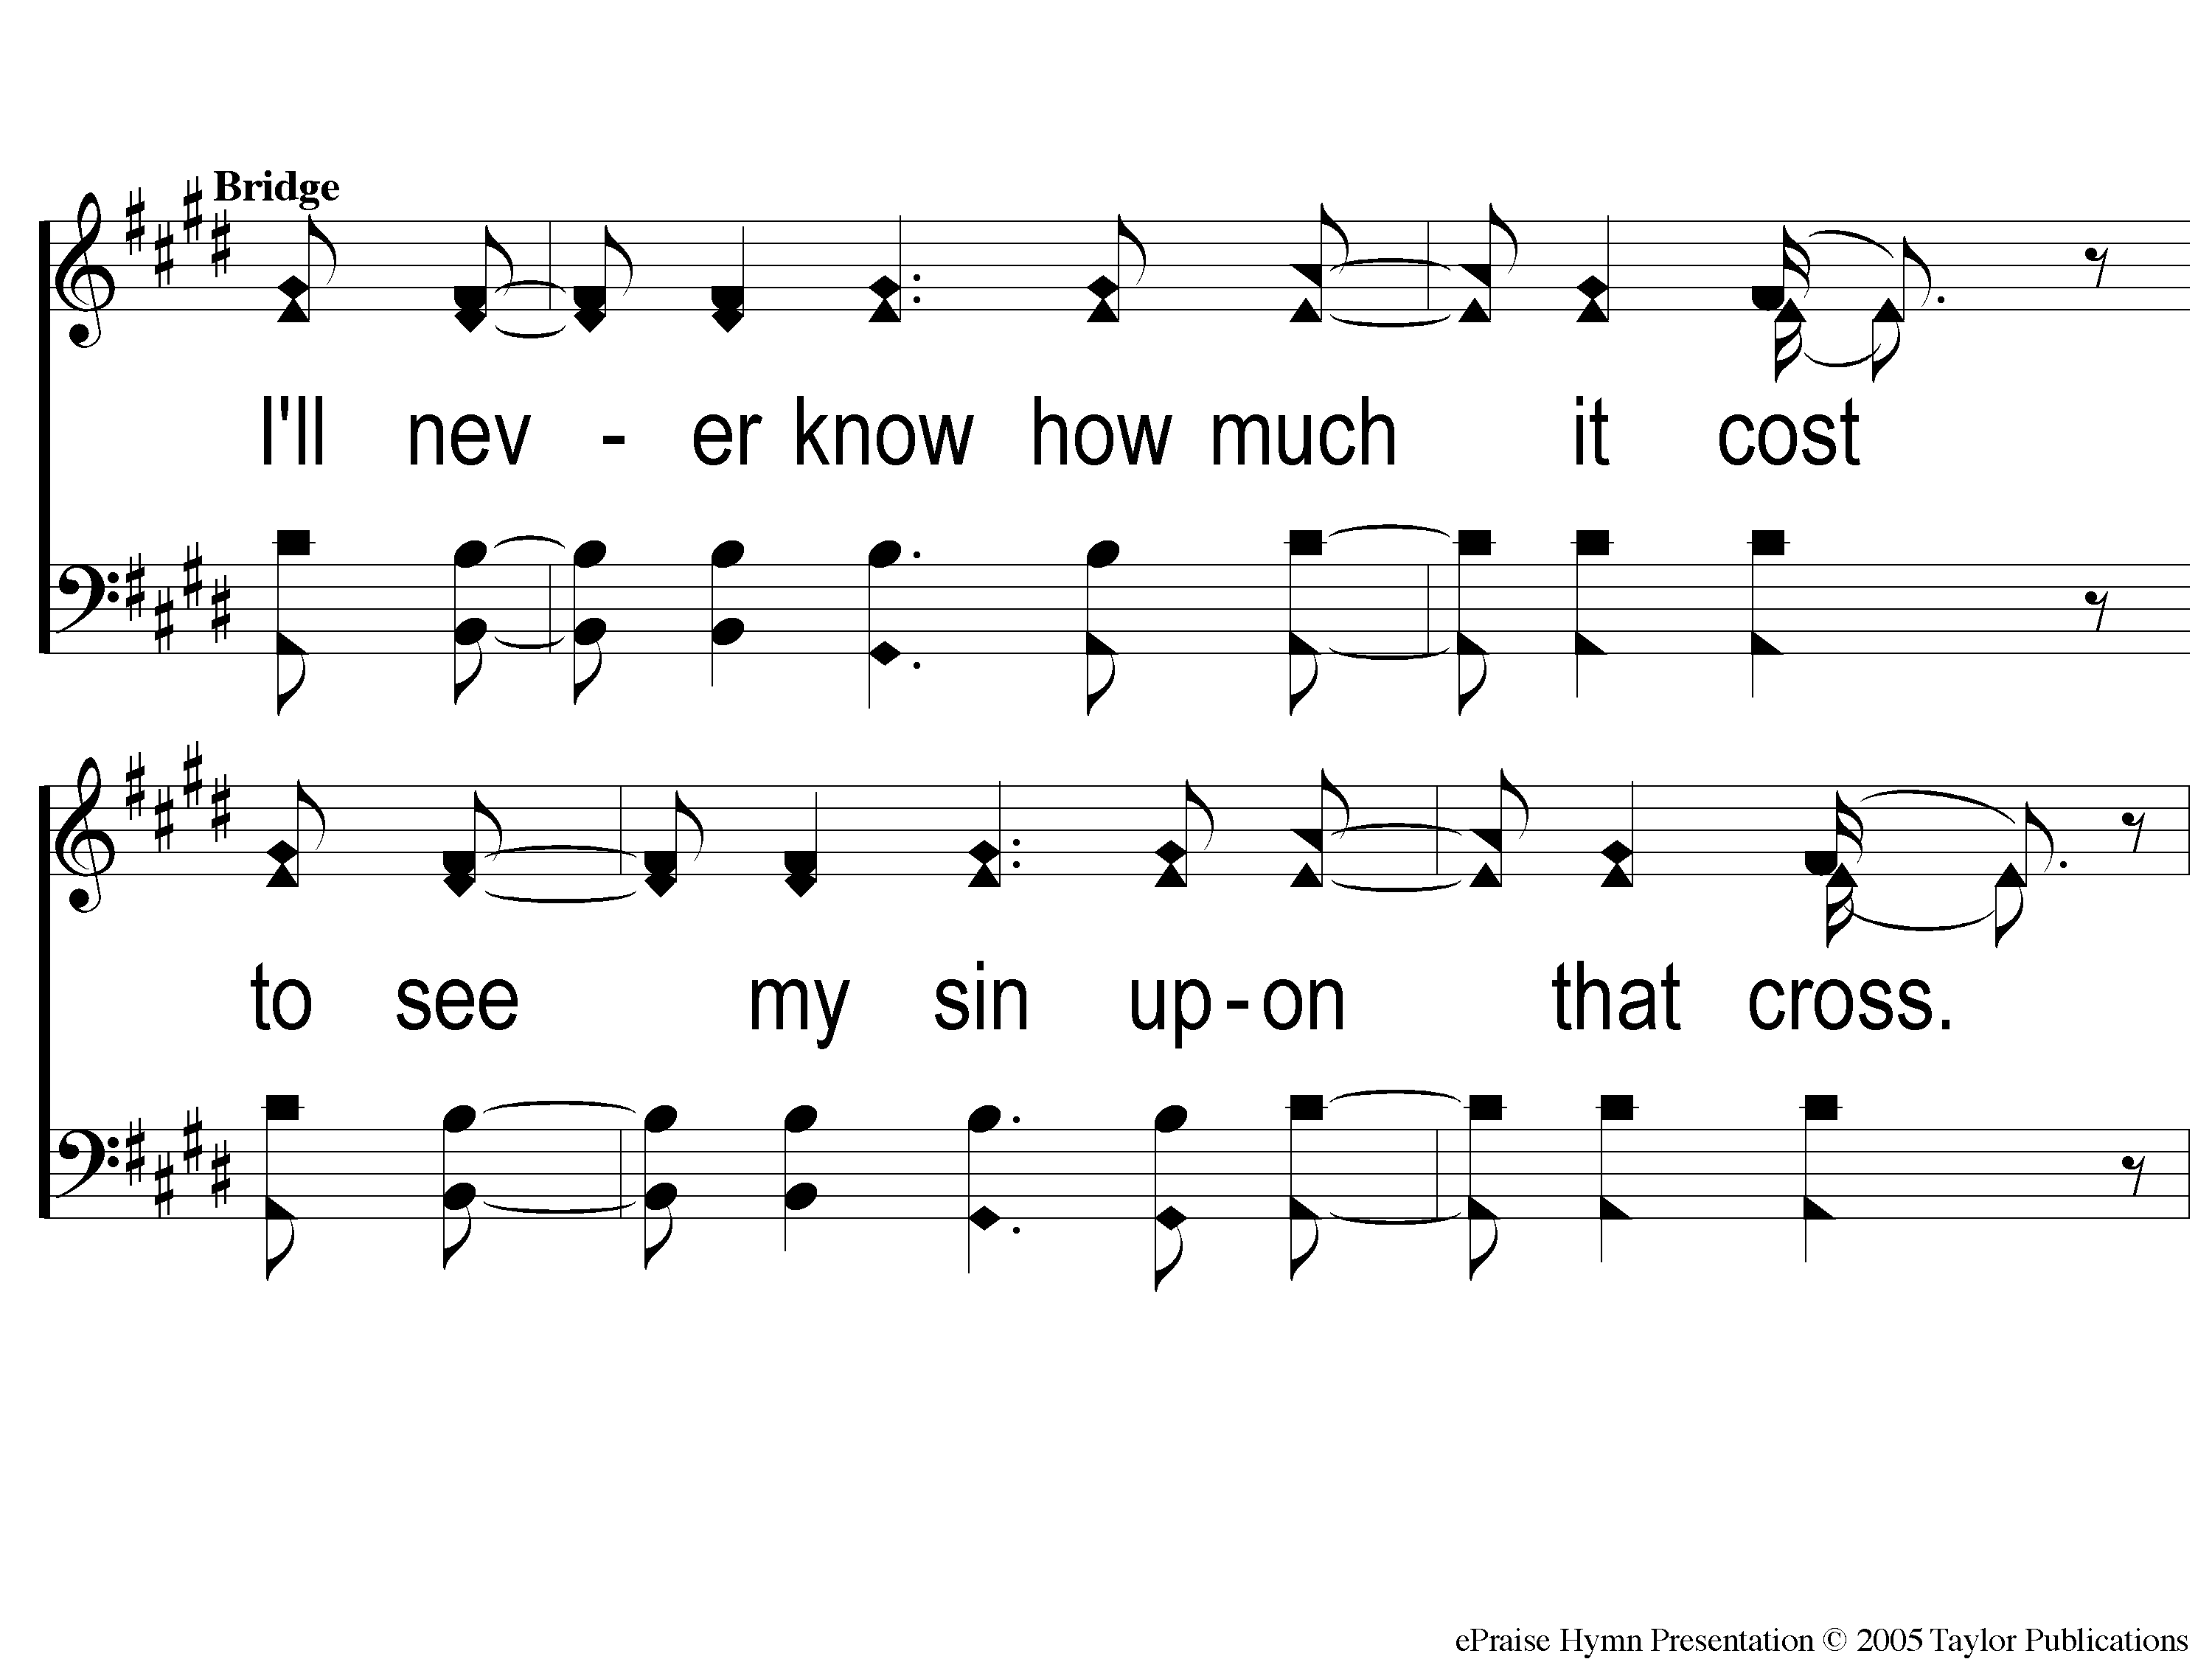 Bridge
I'll nev - er know how much it cost
to see my sin up - on that cross.
ePraise Hymn Presentation © 2005 Taylor Publications